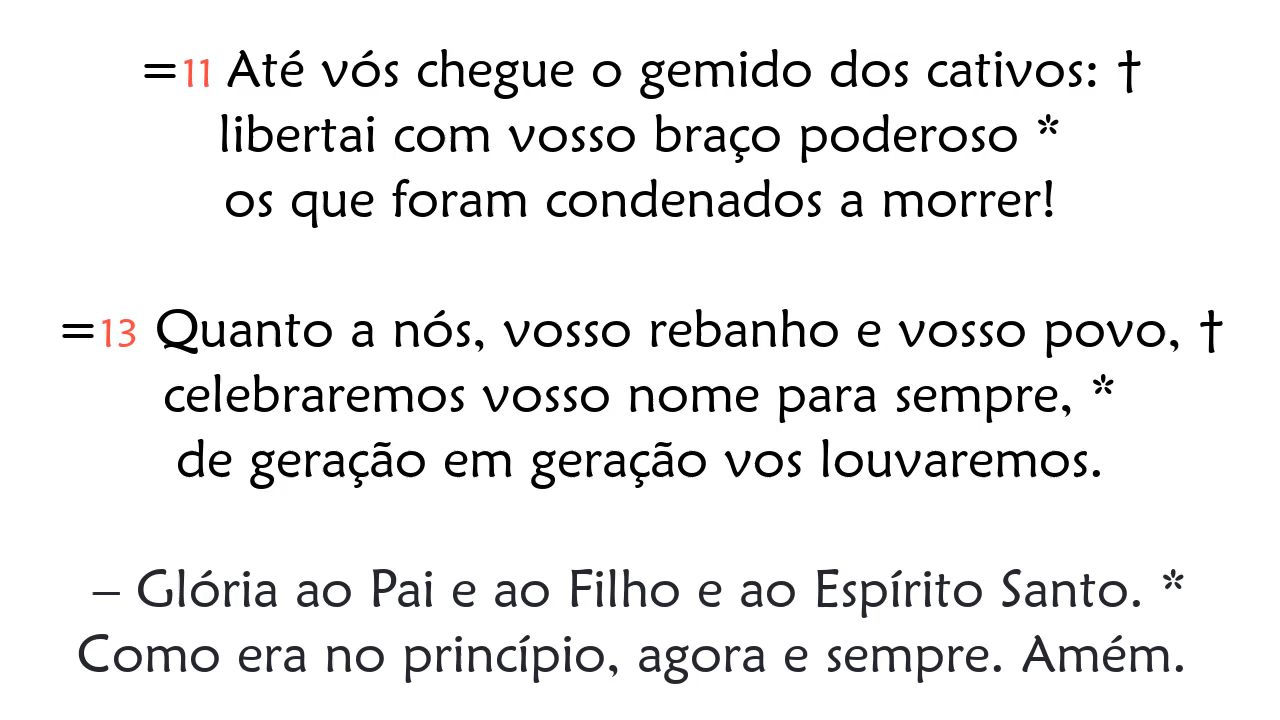 =11 Até vós chegue o gemido dos cativos: †
libertai com vosso braço poderoso *
os que foram condenados a morrer!
=13 Quanto a nós, vosso rebanho e vosso povo, †
celebraremos vosso nome para sempre, *
de geração em geração vos louvaremos.
– Glória ao Pai e ao Filho e ao Espírito Santo. *
Como era no princípio, agora e sempre. Amém.